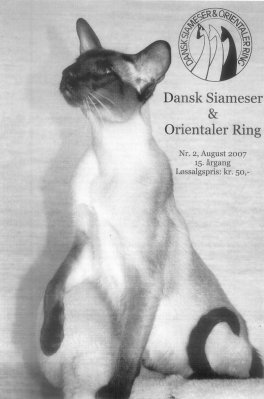 DANSK SIAMESER & ORIENTALER RING
Dansk Siameser
&
Orientaler Ring
Nr. 2, August 2007
15. årgang
Løssalgspris: kr. 50,-